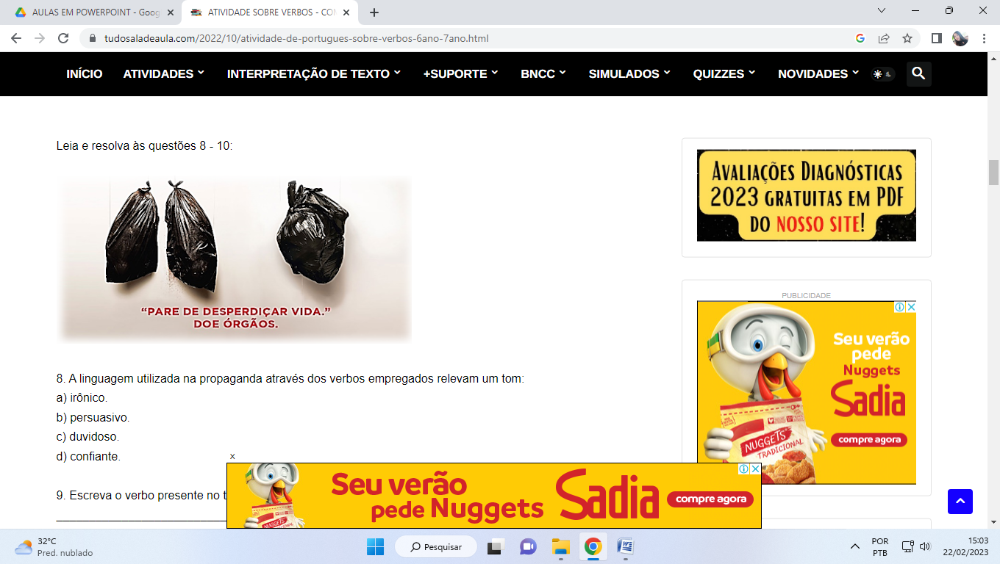 AULAS EM POWERPOINT - Goog
ATIVIDADE SOBRE VERBOS - COM
tudosaladeaula.com/2022/10/atividade-de-portugues-sobre-verbos-6ano-7ano.html
INÍCIO ATIVIDADES INTERPRETAÇÃO DE TEXTO +SUPORTE BNCC SIMULADOS QUIZZES NOVIDADES
Leia e resolva às questões 8 - 10:
“PARE DE DESPERDIÇAR VIDA.”
DOE ÓRGÃOS.
8. A linguagem utilizada na propaganda através dos verbos empregados relevam um tom:
a) irônico.
b) persuasivo.
c) duvidoso.
d) confiante.
9. Escreva o verbo presente no t
AVALIAÇÕES DIAGNÓSTICAS
2023 GRATUITAS EM PDF
DO NOSSO SITE!
PUBLICIDADE
Seu verão
pede
Nuggets
Sadia
compre agora
NUGGETS
TRADICIONAL
x
Seu verão
pede Nuggets
Sadia
compre agora
32°C
Pred. nublado
Pesquisar
POR
PTB
15:03
22/02/2023